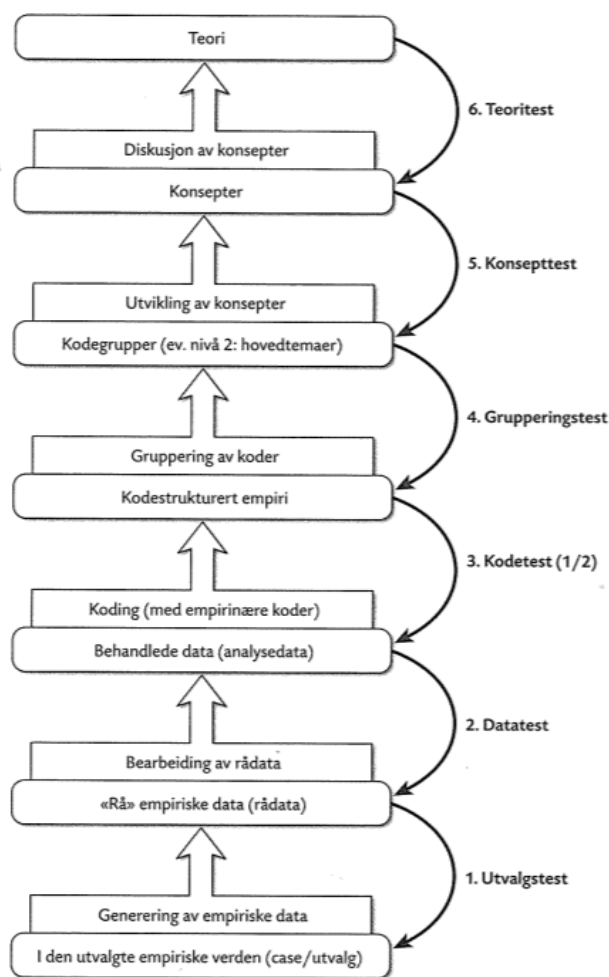 Teori
6. Teoritest
Diskusjon av konsepter
Konsepter
5. Konsepttest
Utvikling av konsepter
Kodegrupper (ev. nivå 2: hovedtemaer)
4. Grupperingstest
Gruppering av koder
Kodestrukturert empiri
3. Kodetest (1/2)
Koding (med empirinære koder)
Behandlede data (analysedata)
2. Datatest
Bearbeiding av rådata
«Rå» empiriske data (rådata)
1. Utvalgstest
Generering av empiriske data
I den utvalgte empiriske verden (case/utvalg)